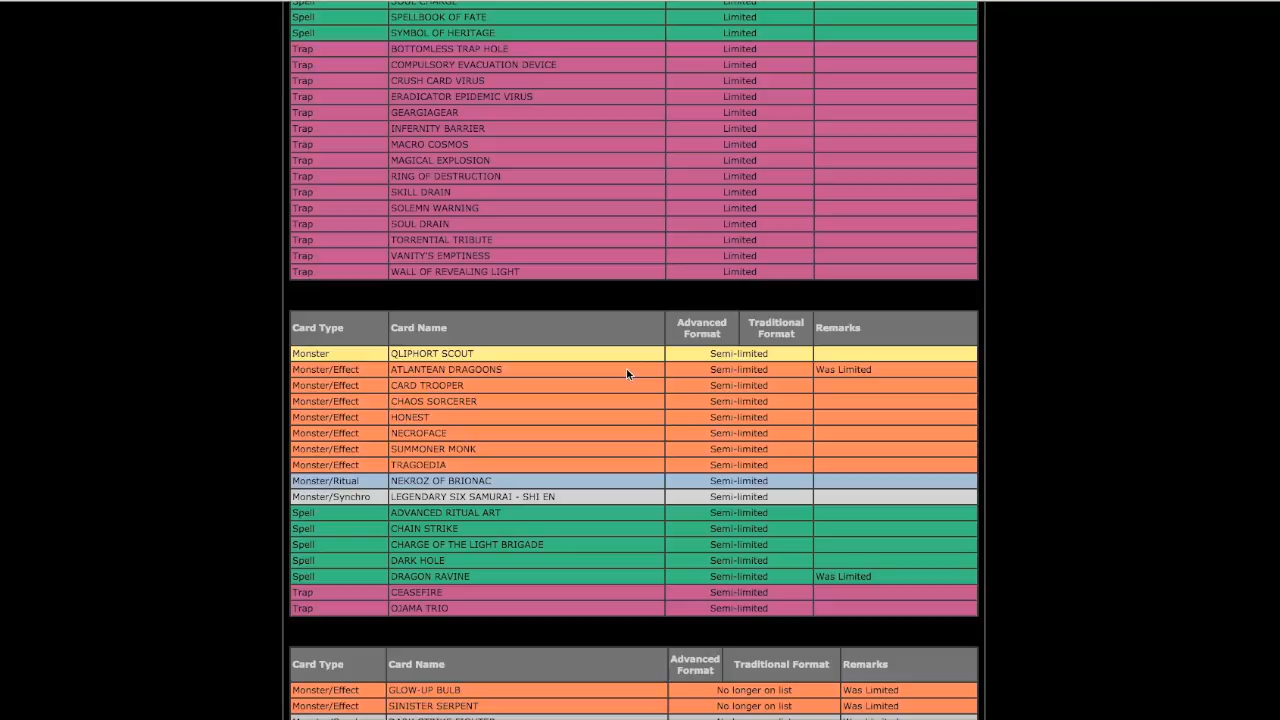 Spell SOUL CHARGE Limited
Spell SPELLBOOK OF FATE Limited
Spell SYMBOL OF HERITAGE Limited
Trap BOTTOMLESS TRAP HOLE Limited
Trap COMPULSORY EVACUATION DEVICE Limited
Trap CRUSH CARD VIRUS Limited
Trap ERADICATOR EPIDEMIC VIRUS Limited
Trap GEARGIAGEAR Limited
Trap INFERNITY BARRIER Limited
Trap MACRO COSMOS Limited
Trap MAGICAL EXPLOSION Limited
Trap RING OF DESTRUCTION Limited
Trap SKILL DRAIN Limited
Trap SOLEMN WARNING Limited
Trap SOUL DRAIN Limited
Trap TORRENTIAL TRIBUTE Limited
Trap VANITY'S EMPTINESS Limited
Trap WALL OF REVEALING LIGHT Limited
Card Type Card Name Advanced Format Traditional Format Remarks
Monster QLIPHORT SCOUT Semi-limited
Monster/Effect ATLANTEAN DRAGOONS Semi-limited Was Limited
Monster/Effect CARD TROOPER Semi-limited
Monster/Effect CHAOS SORCERER Semi-limited
Monster/Effect HONEST Semi-limited
Monster/Effect NECROFACE Semi-limited
Monster/Effect SUMMONER MONK Semi-limited
Monster/Effect TRAGOEDIA Semi-limited
Monster/Ritual NEKROZ OF BRIONAC Semi-limited
Monster/Synchro LEGENDARY SIX SAMURAI - SHI EN Semi-limited
Spell ADVANCED RITUAL ART Semi-limited
Spell CHAIN STRIKE Semi-limited
Spell CHARGE OF THE LIGHT BRIGADE Semi-limited
Spell DARK HOLE Semi-limited
Spell DRAGON RAVINE Semi-limited Was Limited
Trap CEASEFIRE Semi-limited
Trap OJAMA TRIO Semi-limited
Card Type Card Name Advanced Format Traditional Format Remarks
Monster/Effect GLOW-UP BULB No longer on list Was Limited
Monster/Effect SINISTER SERPENT No longer on list Was Limited